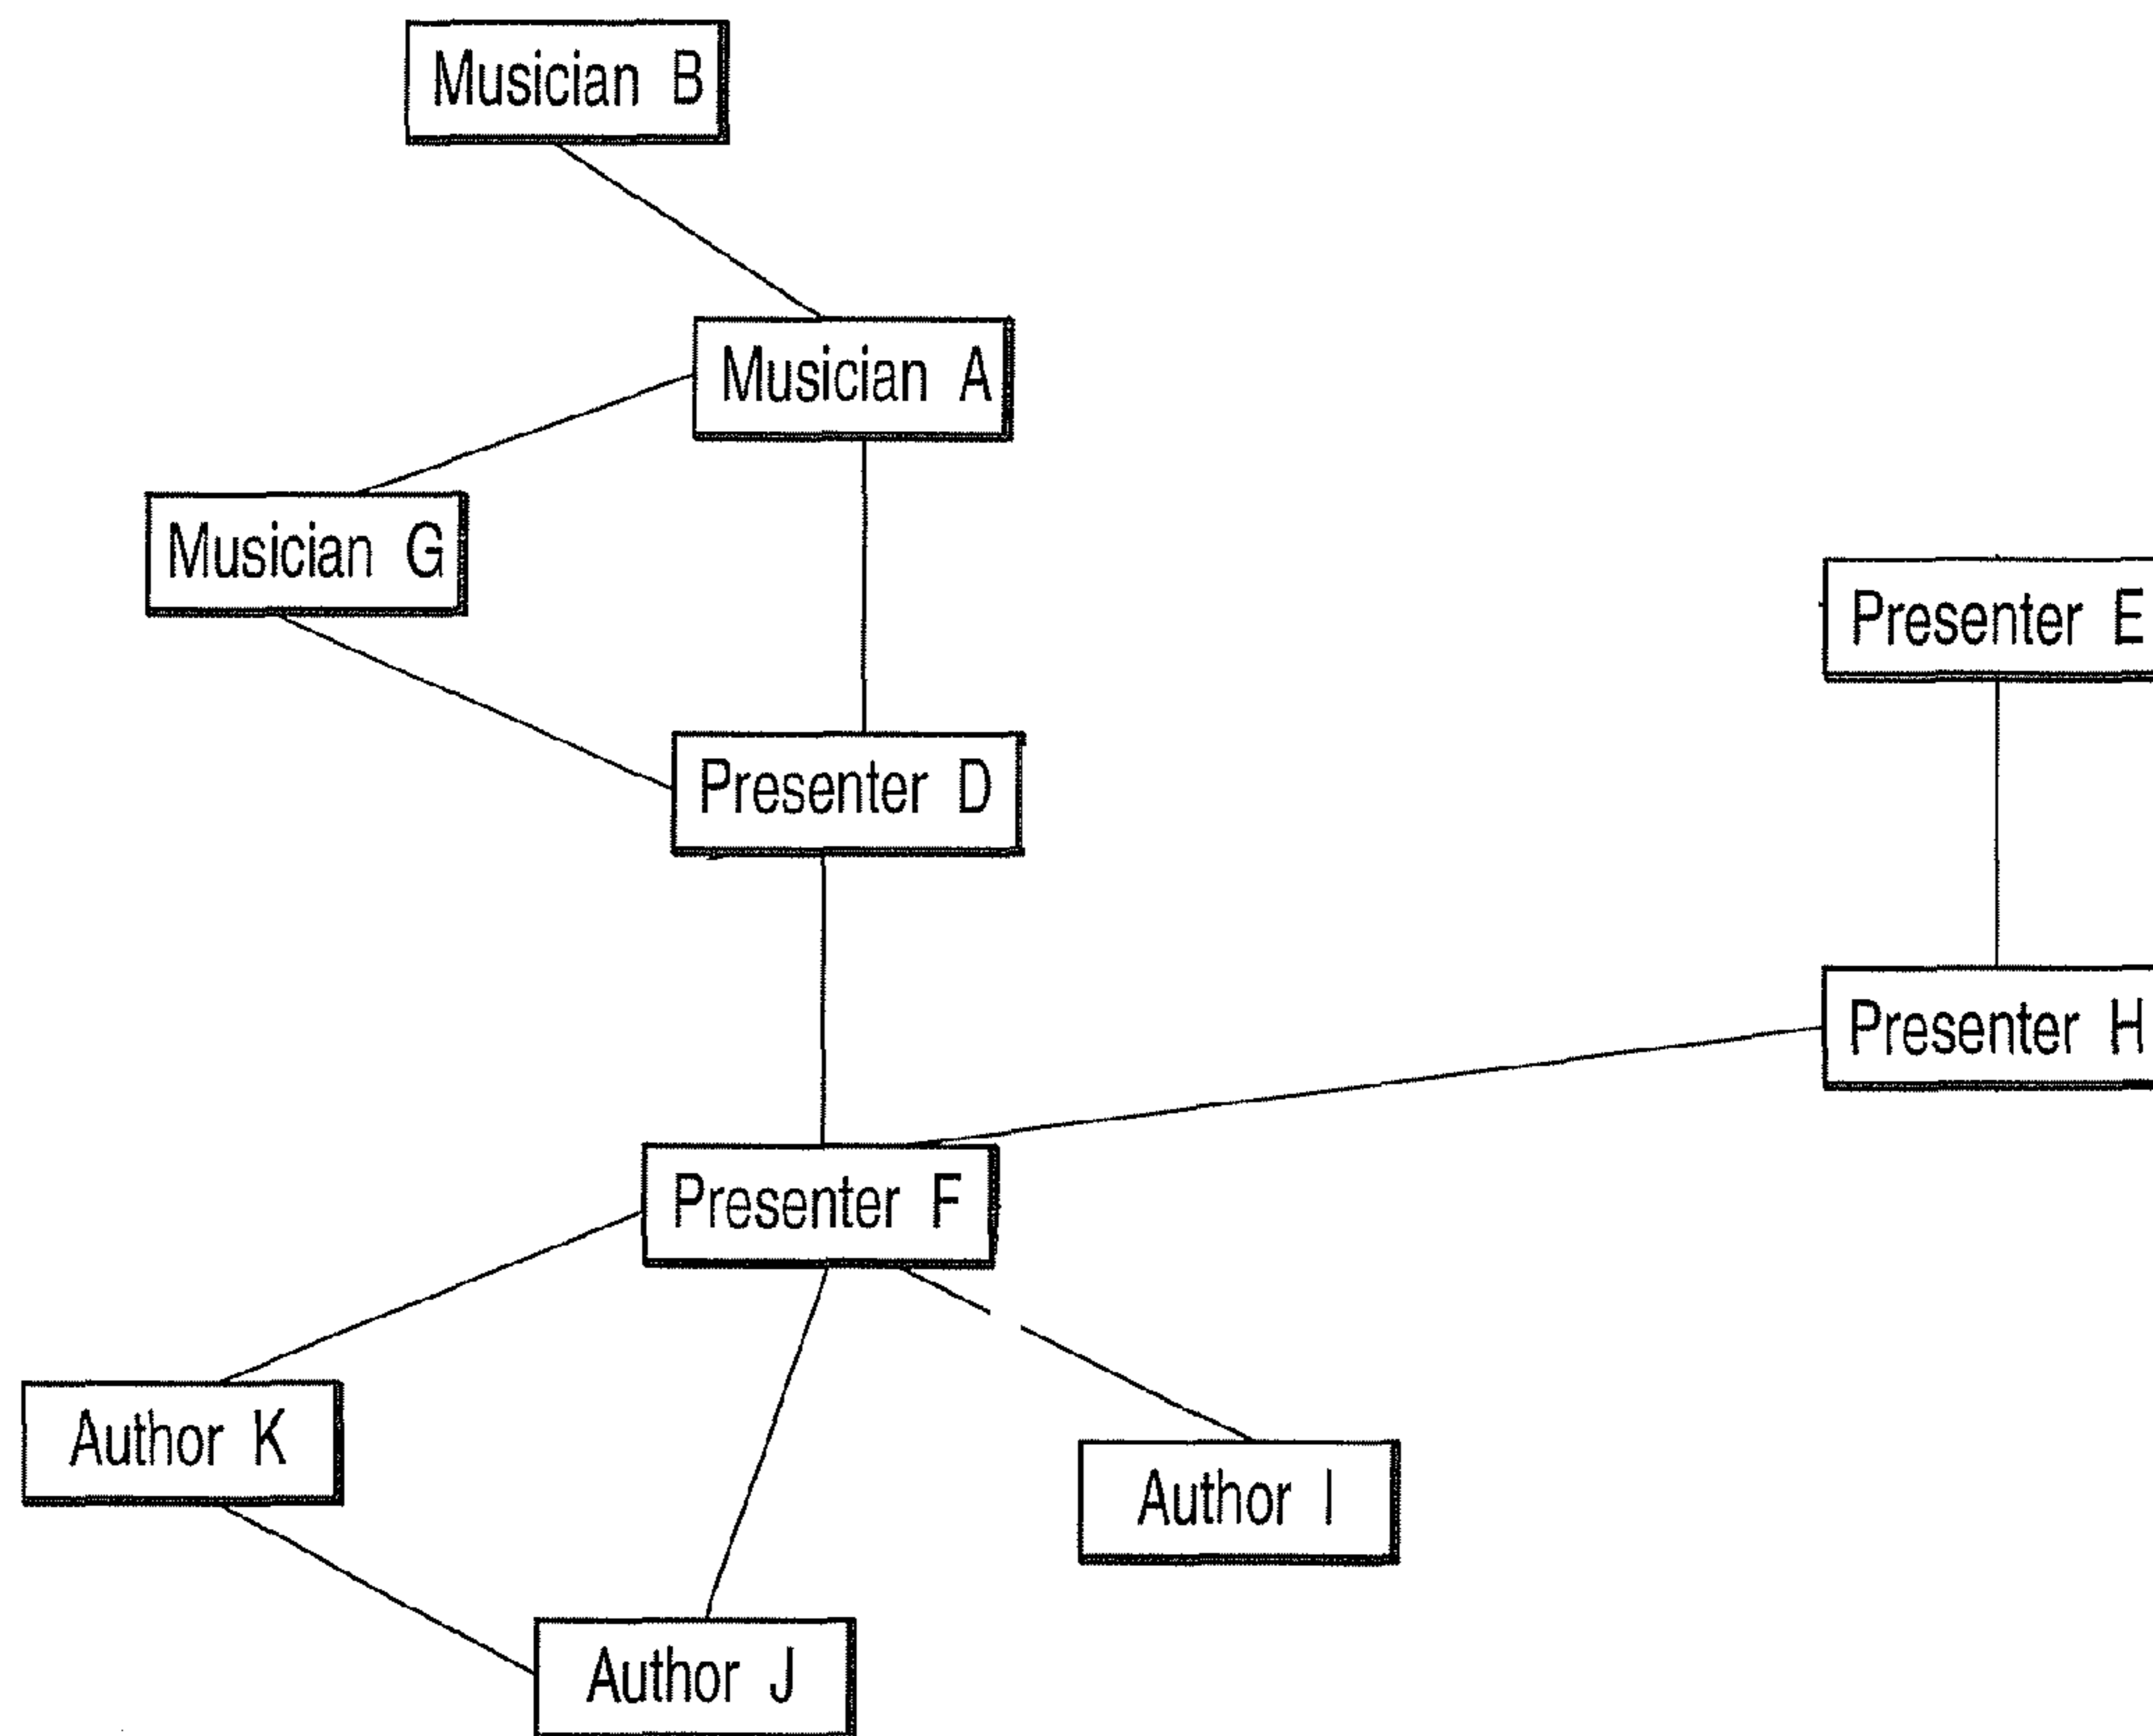 Musician B
Musician A
Musician G
Presenter E
Presenter D
Presenter H
Presenter F
Author K
Author I
Author J